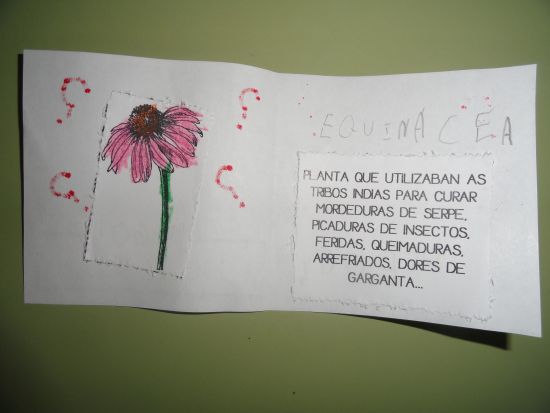 EQUINACEA
PLANTA QUE UTILIZABAN AS
TRIBOS INDIAS PARA CURAR
MORDEDURAS DE SERPE,
PICADURAS DE INSECTOS,
FERIDAS, QUEIMADURAS,
ARREFRIADOS, DORES DE
GARGANTA...